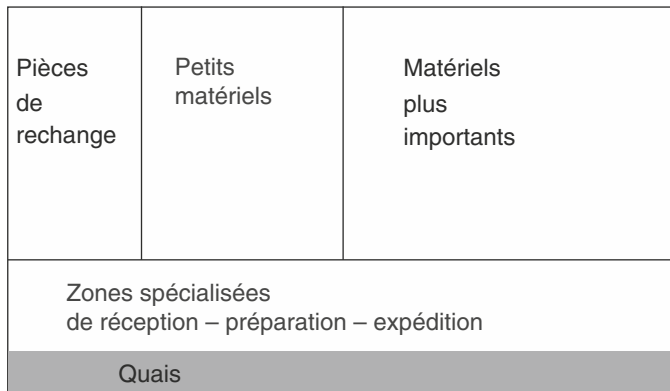 Pièces
de
rechange
Petits
matériels
Matériels
plus
importants
Zones spécialisées
de réception – préparation – expédition
Quais